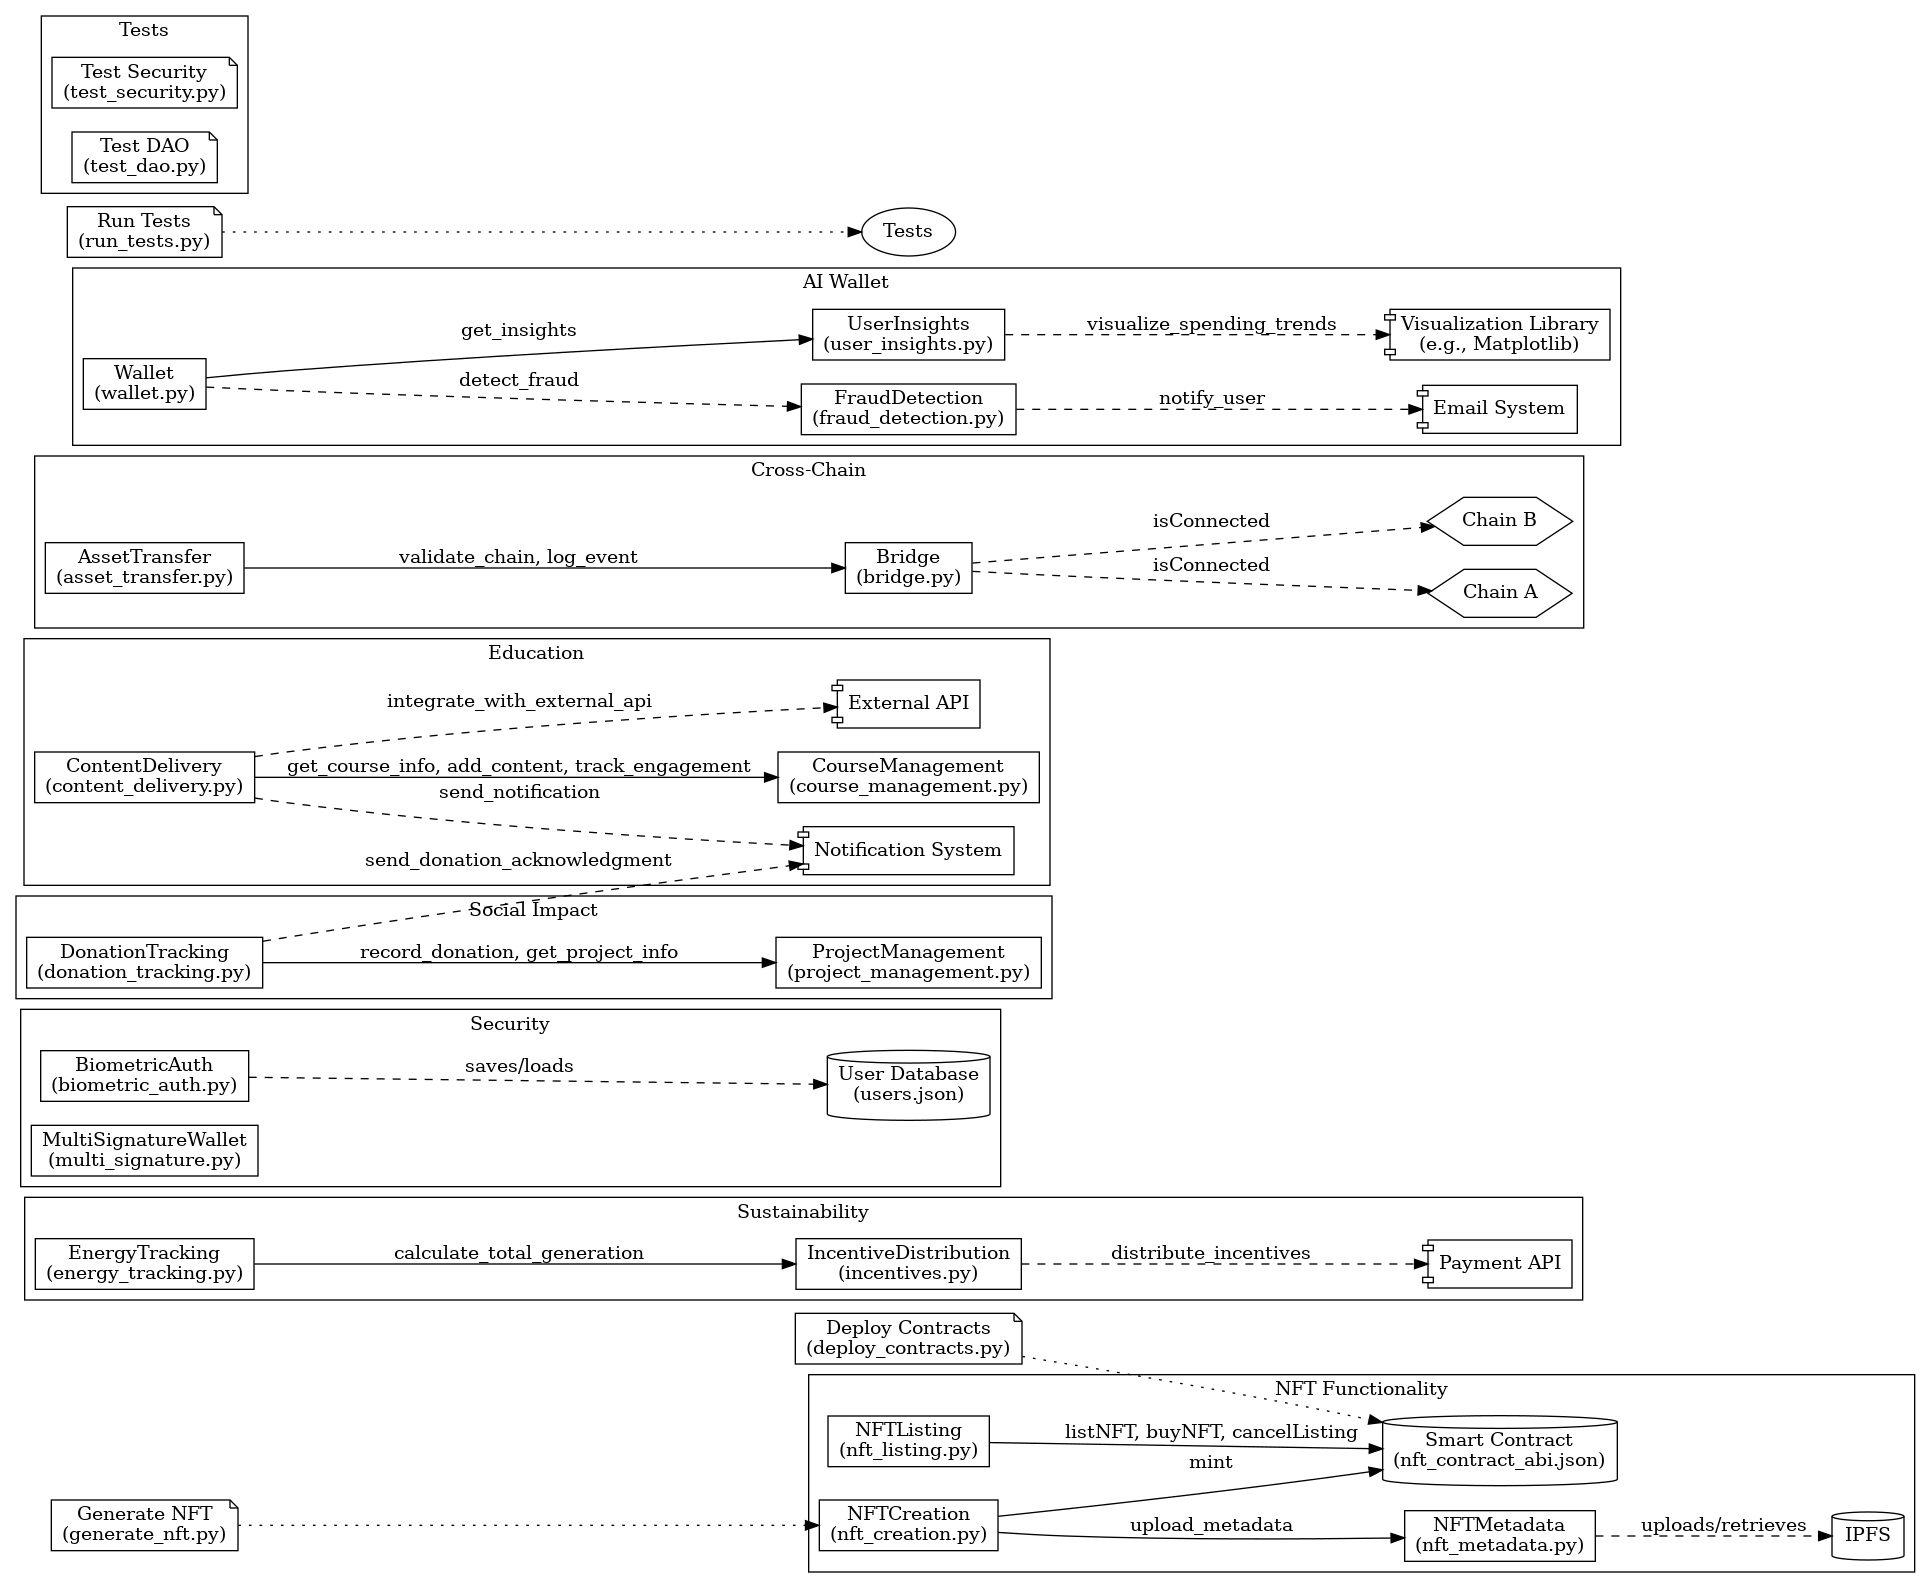 Tests
Test Security
(test_security.py)
Test DAO
(test_dao.py)
Run Tests
(run_tests.py)
Tests
AI Wallet
Wallet
(wallet.py)
get_insights
detect_fraud
UserInsights
(user_insights.py)
FraudDetection
(fraud_detection.py)
visualize_spending_trends
notify_user
Visualization Library
(e.g., Matplotlib)
Email System
Cross-Chain
AssetTransfer
(asset_transfer.py)
validate_chain, log_event
Bridge
(bridge.py)
isConnected
isConnected
Chain B
Chain A
Education
ContentDelivery
(content_delivery.py)
integrate_with_external_api
get_course_info, add_content, track_engagement
send_notification
External API
CourseManagement
(course_management.py)
Notification System
send_donation_acknowledgment
Social Impact
DonationTracking
(donation_tracking.py)
record_donation, get_project_info
ProjectManagement
(project_management.py)
Security
BiometricAuth
(biometric_auth.py)
saves/loads
User Database
(users.json)
MultiSignatureWallet
(multi_signature.py)
Sustainability
EnergyTracking
(energy_tracking.py)
calculate_total_generation
IncentiveDistribution
(incentives.py)
distribute_incentives
Payment API
Deploy Contracts
(deploy_contracts.py)
NFT Functionality
NFTListing
(nft_listing.py)
listNFT, buyNFT, cancelListing
mint
Smart Contract
(nft_contract_abi.json)
Generate NFT
(generate_nft.py)
NFTCreation
(nft_creation.py)
upload_metadata
NFTMetadata
(nft_metadata.py)
uploads/retrieves
IPFS